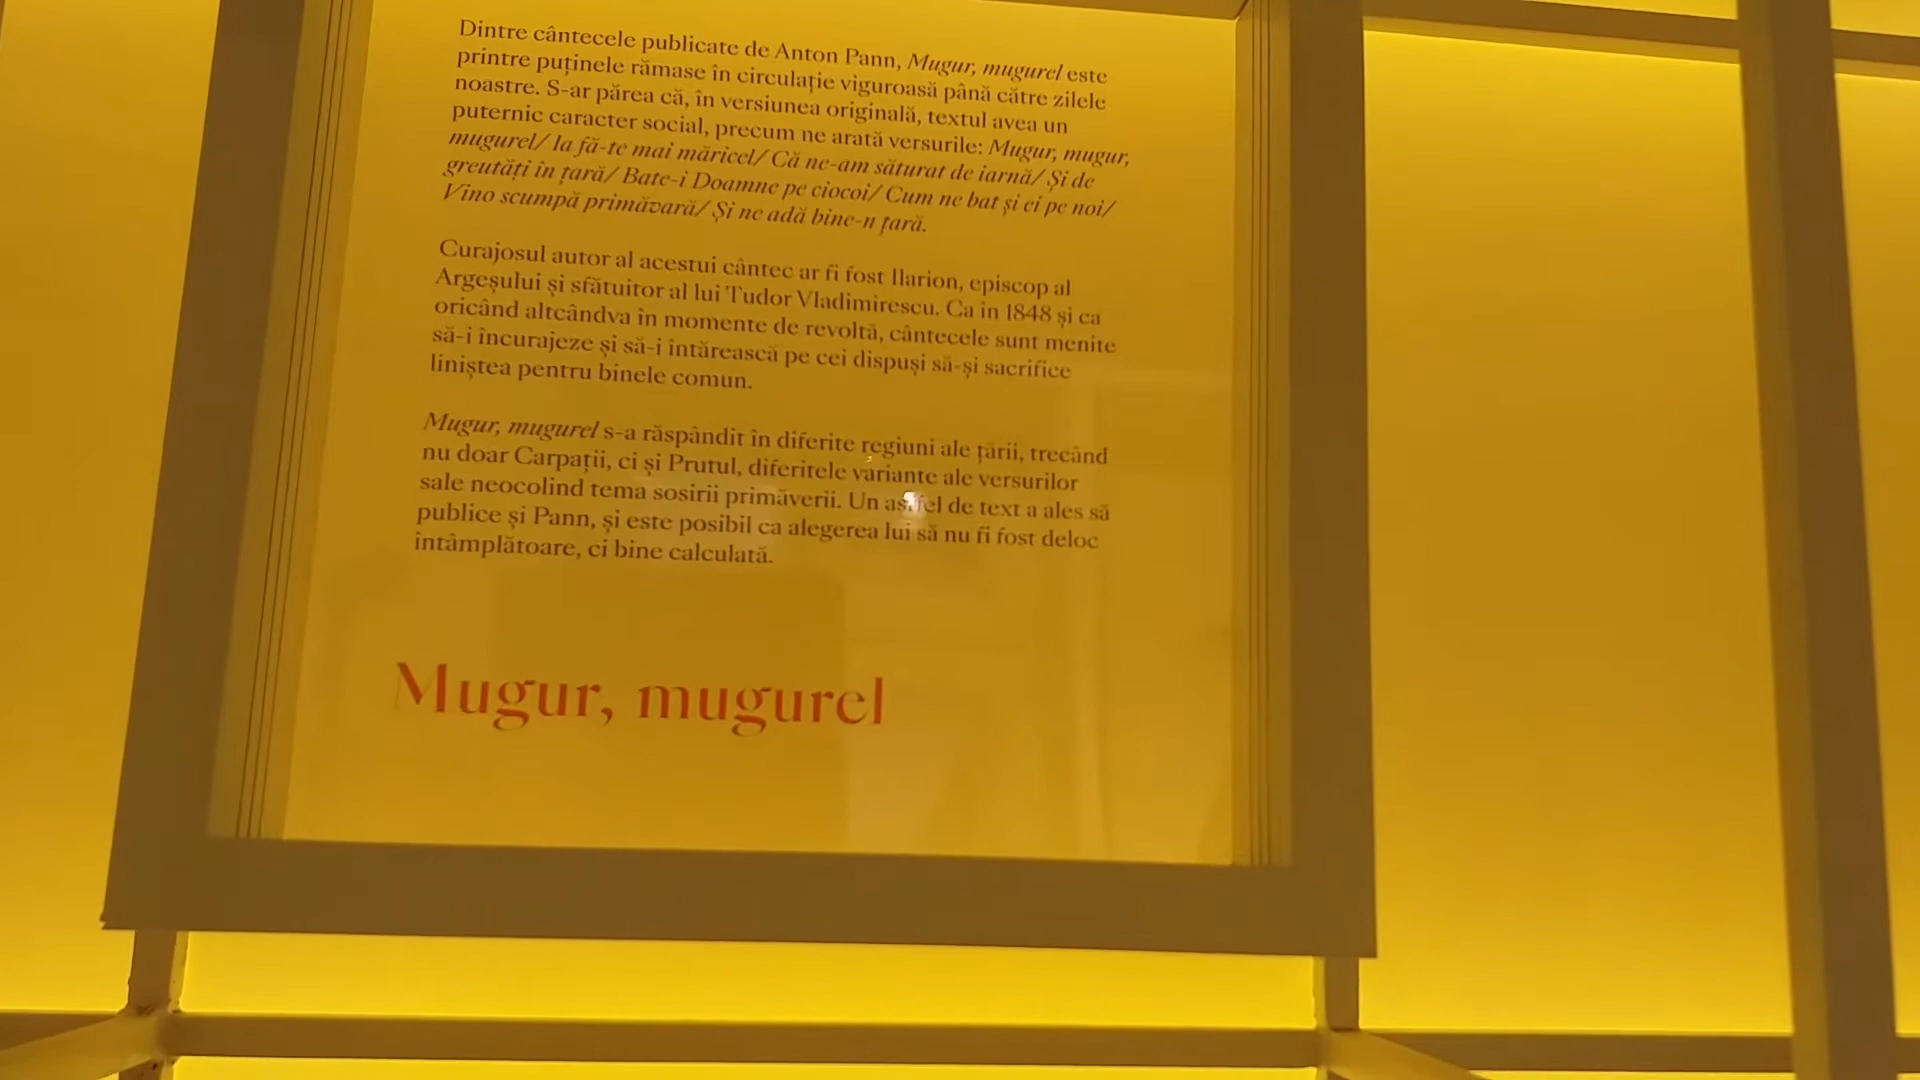 Dintre cântecele publicate de Anton Pann, Mugur, mugurel este
printre puținele rămase în circulație viguroasă până către zilele
noastre. S-ar părea că, în versiunea originală, textul avea un
puternic caracter social, precum ne arată versurile: Mugur, mugur,
mugurel/ Ia fă-te mai măricel/ Că ne-am săturat de iarnă/ Și de
greutăți în țară/ Bate-i Doamne pe ciocoi/ Cum ne bat și ei pe noi/
Vino scumpă primăvară/ Și ne adă bine-n țară.
Curajosul autor al acestui cântec ar fi fost Ilarion, episcop al
Argeșului și sfătuitor al lui Tudor Vladimirescu. Ca în 1848 și ca
oricând altcândva în momente de revoltă, cântecele sunt menite
să-i încurajeze și să-i întărească pe cei dispuși să-și sacrifice
liniștea pentru binele comun.
Mugur, mugurel s-a răspândit în diferite regiuni ale țării, trecând
nu doar Carpații, ci și Prutul, diferitele variante ale versurilor
sale neocolind tema sosirii primăverii. Un astfel de text a ales să
publice și Pann, și este posibil ca alegerea lui să nu fi fost deloc
întâmplătoare, ci bine calculată.
Mugur, mugurel